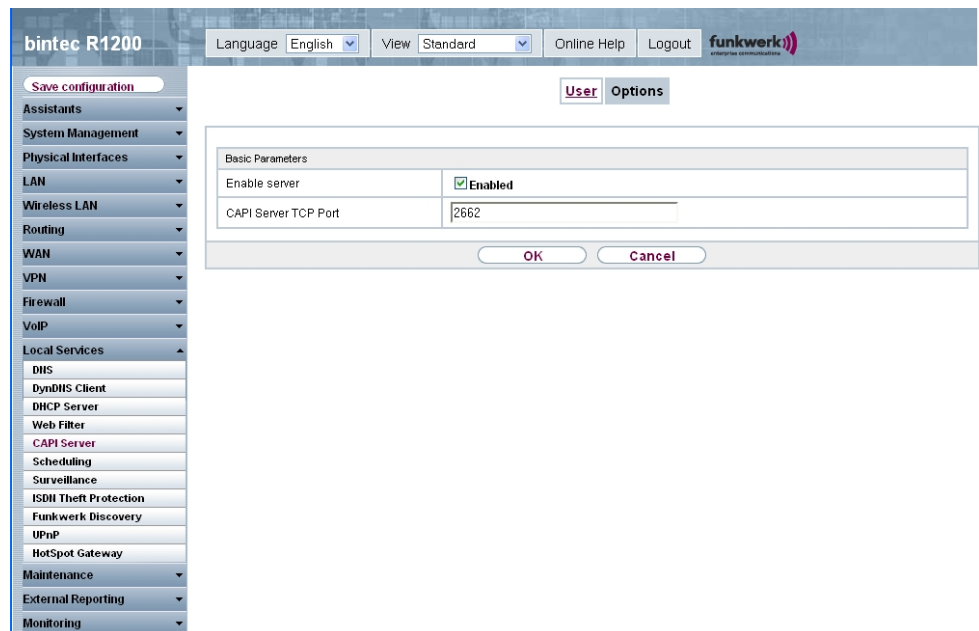 bintec R1200
Language English View Standard Online Help Logout funkwerk
enterprise communications
Save configuration
User Options
Assistants
System Management
Physical Interfaces
LAN
Wireless LAN
Routing
WAN
VPN
Firewall
VoIP
Local Services
DNS
DynDNS Client
DHCP Server
Web Filter
CAPI Server
Scheduling
Surveillance
ISDN Theft Protection
Funkwerk Discovery
UPnP
HotSpot Gateway
Maintenance
External Reporting
Monitoring
Basic Parameters
Enable server Enabled
CAPI Server TCP Port 2662
OK Cancel